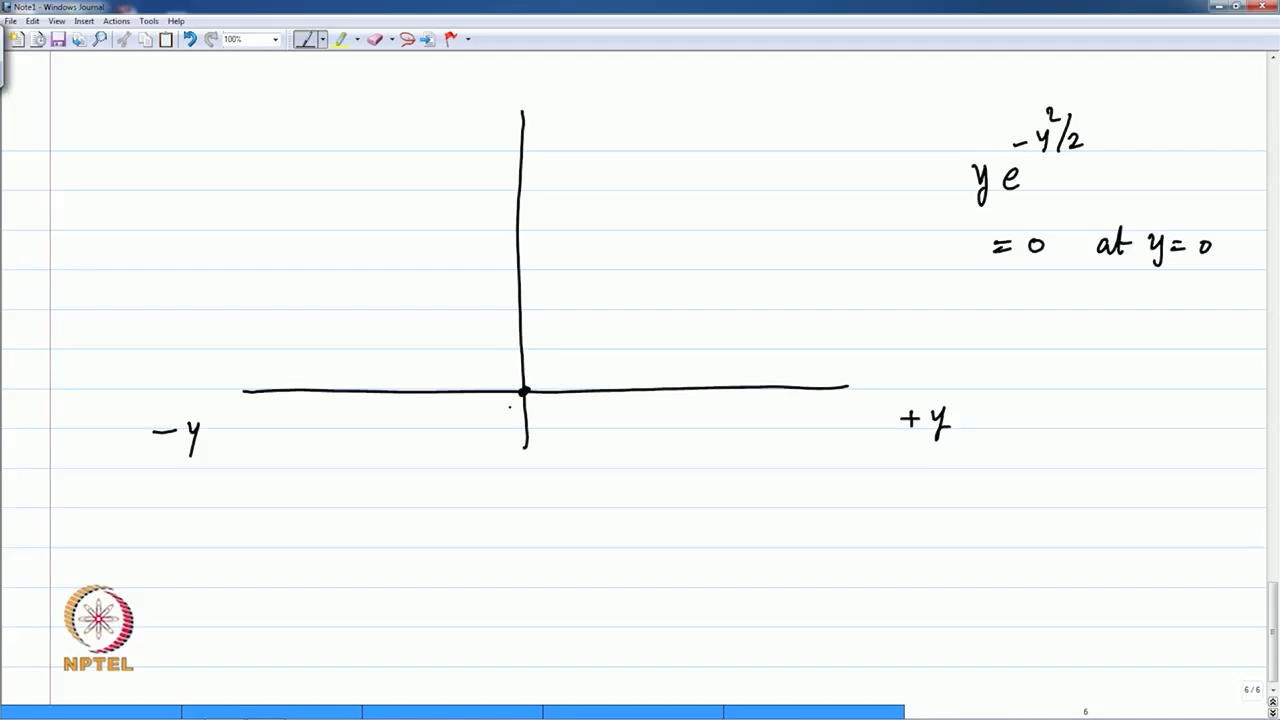 Note1 - Windows Journal
File Edit View Insert Actions Tools Help
100%
y e^{-y^2/2}
= 0 at y = 0
-y
+y
NPTEL
6/6
6